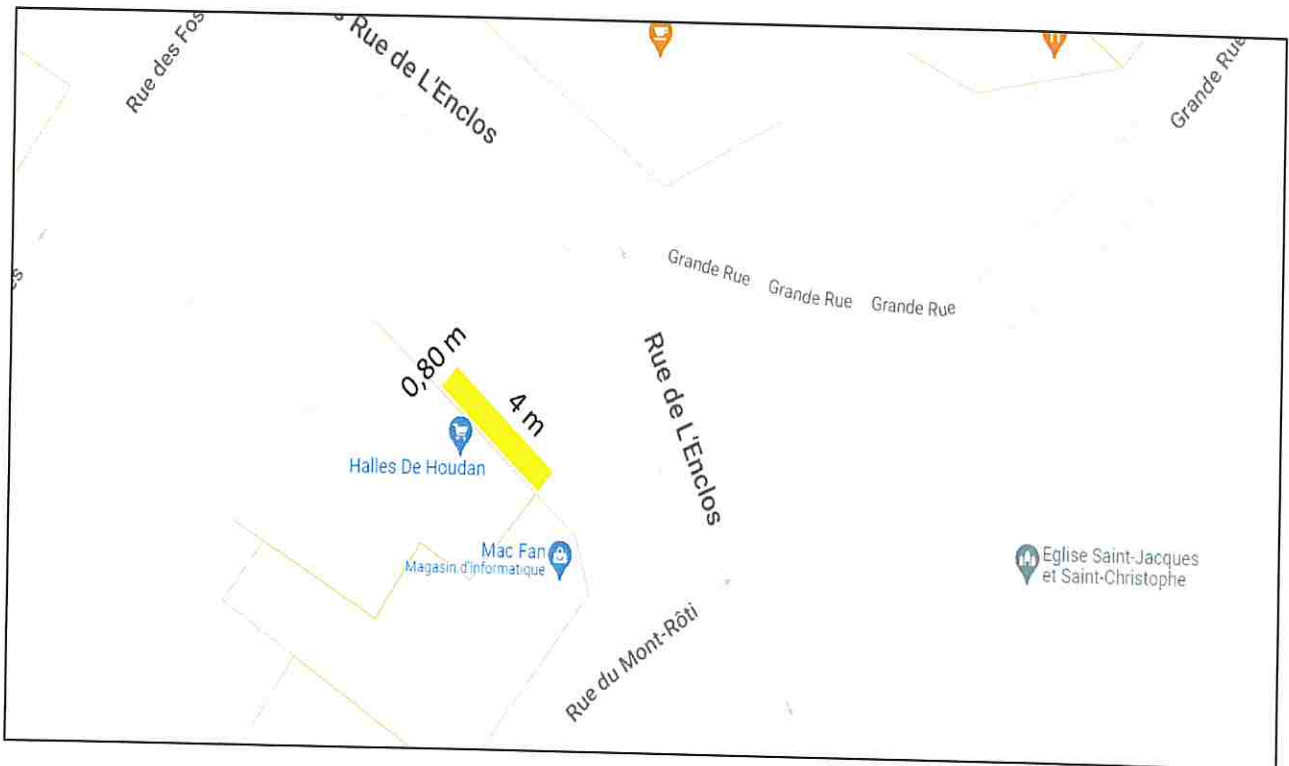 Rue des Fos
Rue de L'Enclos
Grande Rue
Grande Rue Grande Rue Grande Rue
0,80 m
4 m
Rue de L'Enclos
Halles De Houdan
Mac Fan
Magasin d'informatique
Eglise Saint-Jacques
et Saint-Christophe
Rue du Mont-Rôti